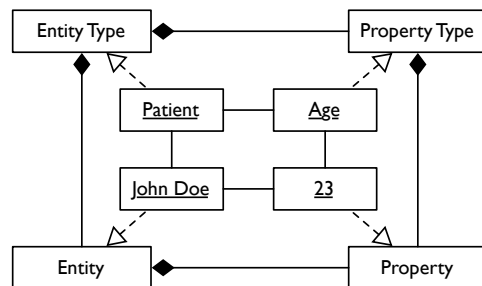 Entity Type
Property Type
Patient
Age
John Doe
23
Entity
Property